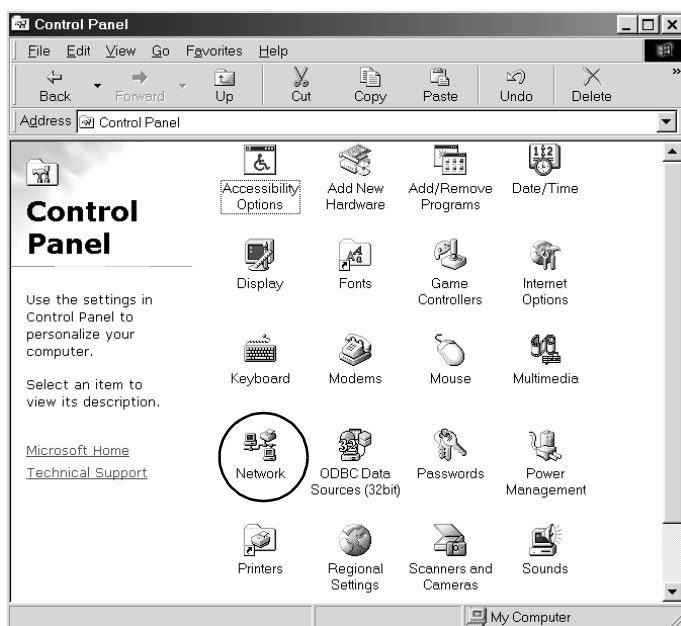 Control Panel
File Edit View Go Favorites Help
Back Forward Up Cut Copy Paste Undo Delete »
Address Control Panel
Control
Panel
Use the settings in
Control Panel to
personalize your
computer.
Select an item to
view its description.
Microsoft Home
Technical Support
Accessibility
Options
Add New
Hardware
Add/Remove
Programs
Date/Time
Display
Fonts
Game
Controllers
Internet
Options
Keyboard
Modems
Mouse
Multimedia
Network
ODBC Data
Sources (32bit)
Passwords
Power
Management
Printers
Regional
Settings
Scanners and
Cameras
Sounds
My Computer